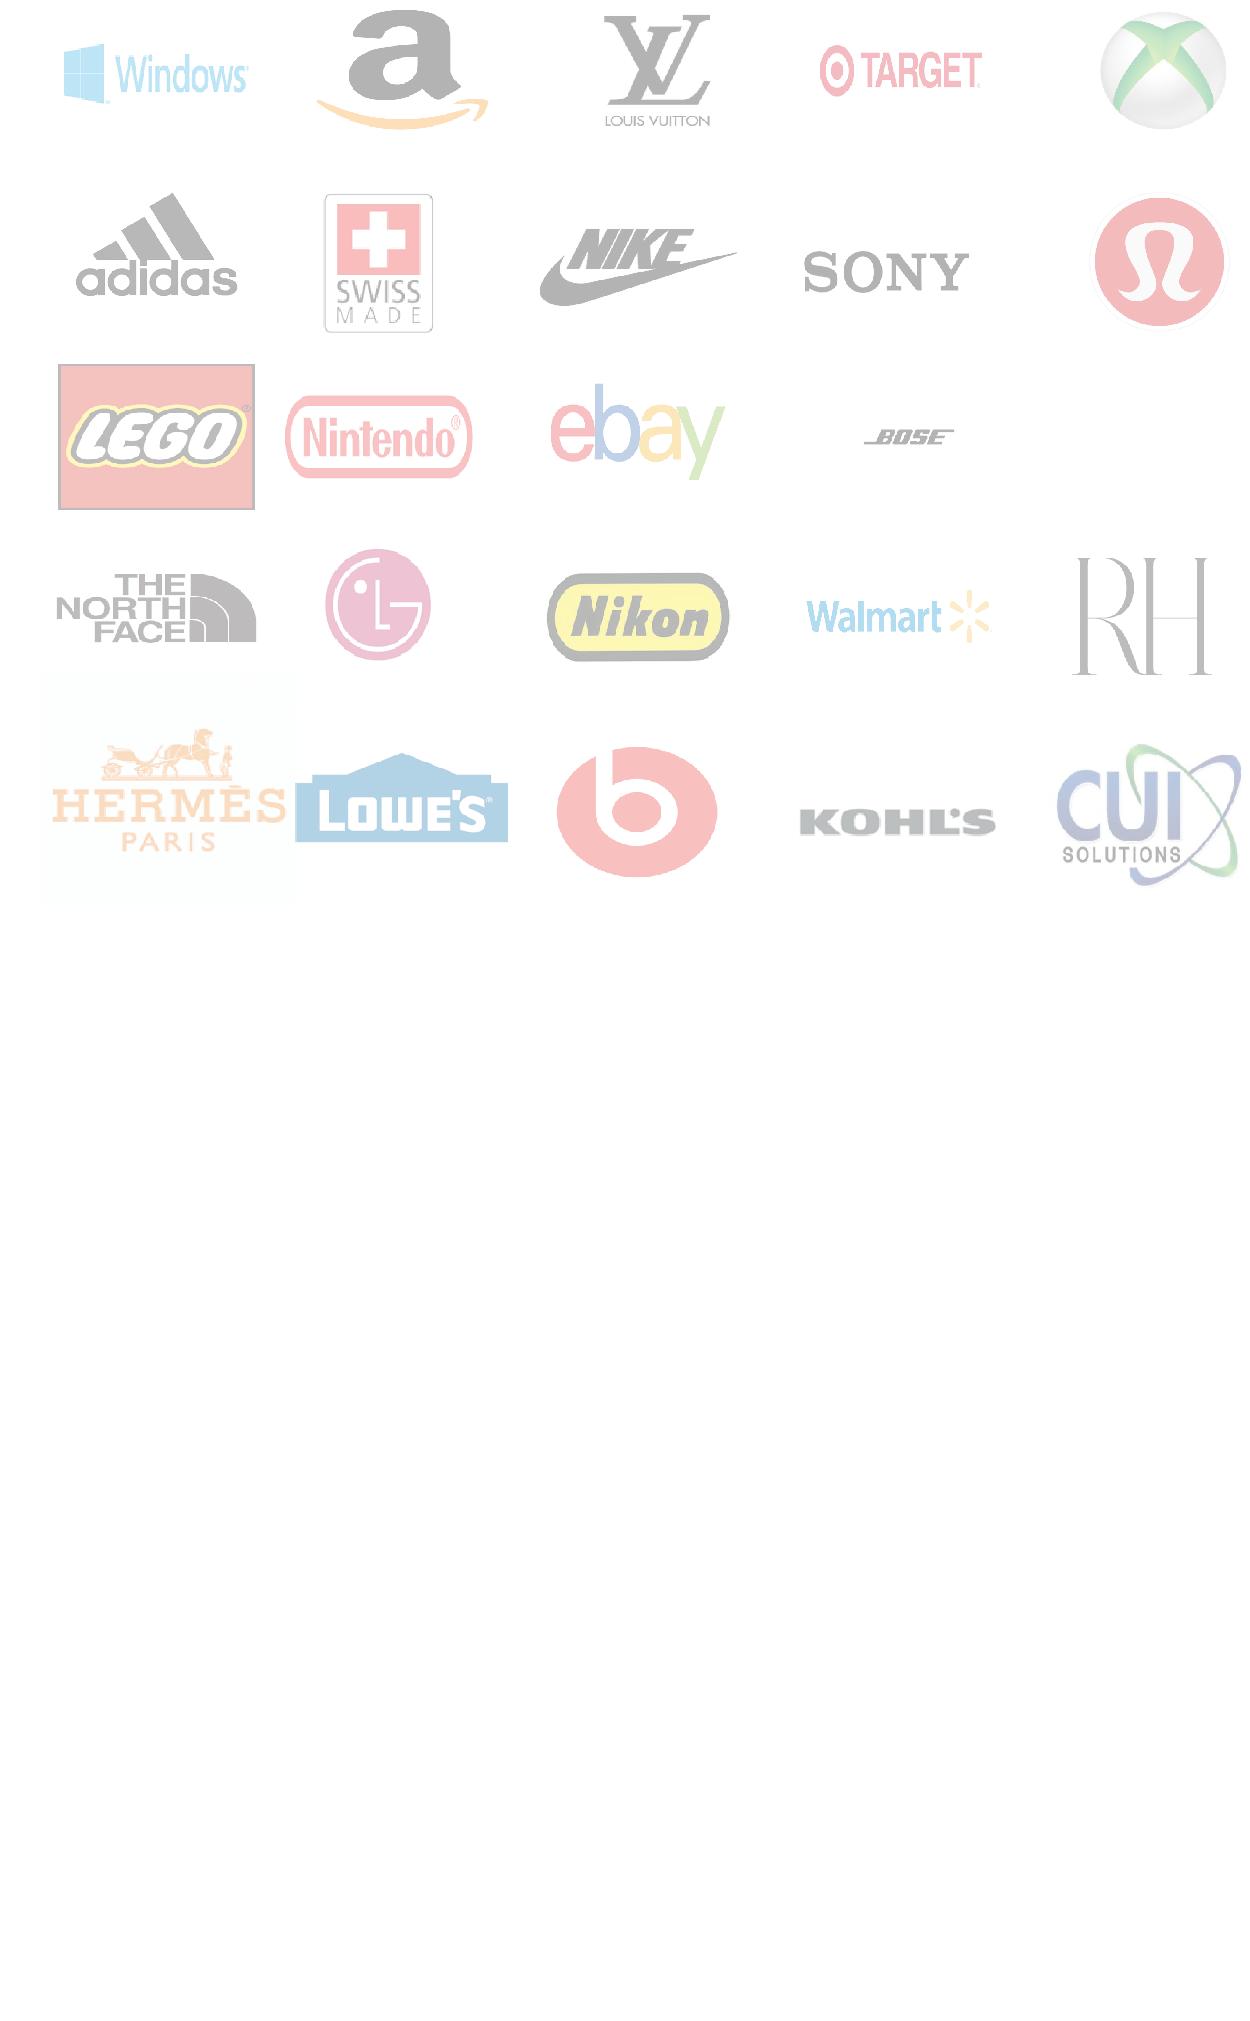 Windows
a
LV
LOUIS VUITTON
TARGET
adidas
SWISS
MADE
NIKE
SONY
LEGO
Nintendo
ebay
BOSE
THE
NORTH
FACE
LG
Nikon
Walmart
RH
HERMÈS
PARIS
LOWE'S
b
KOHL'S
CUI
SOLUTIONS